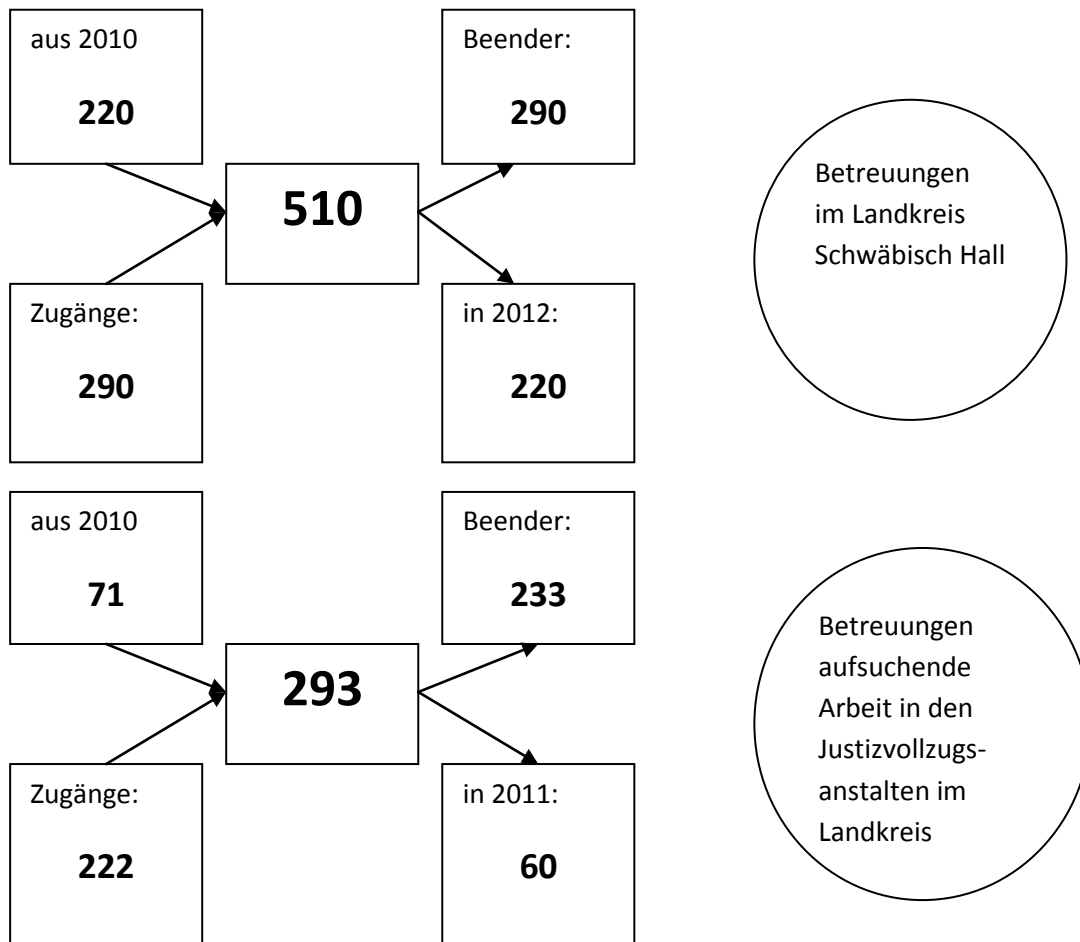 aus 2010
220
Beender:
290
510
Zugänge:
290
in 2012:
220
Betreuungen
im Landkreis
Schwäbisch Hall
aus 2010
71
Beender:
233
293
Zugänge:
222
in 2011:
60
Betreuungen
aufsuchende
Arbeit in den
Justizvollzugs-
anstalten im
Landkreis